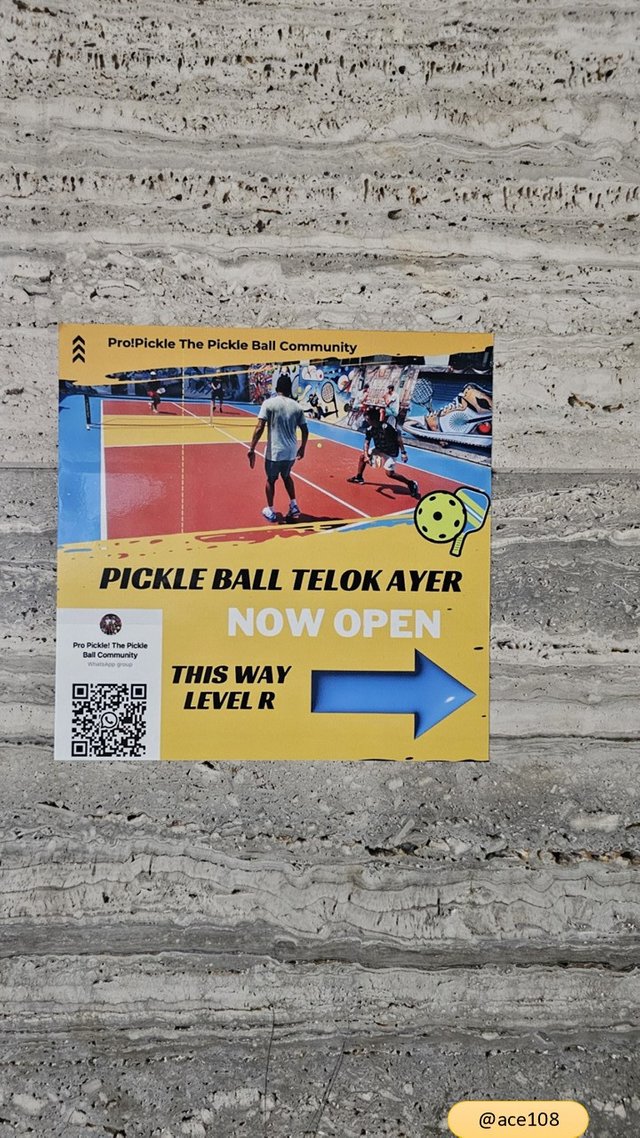 Pro!Pickle The Pickle Ball Community
PICKLE BALL TELOK AYER
NOW OPEN
Pro Pickle! The Pickle
Ball Community
WhatsApp group
THIS WAY
LEVEL R
@ace108